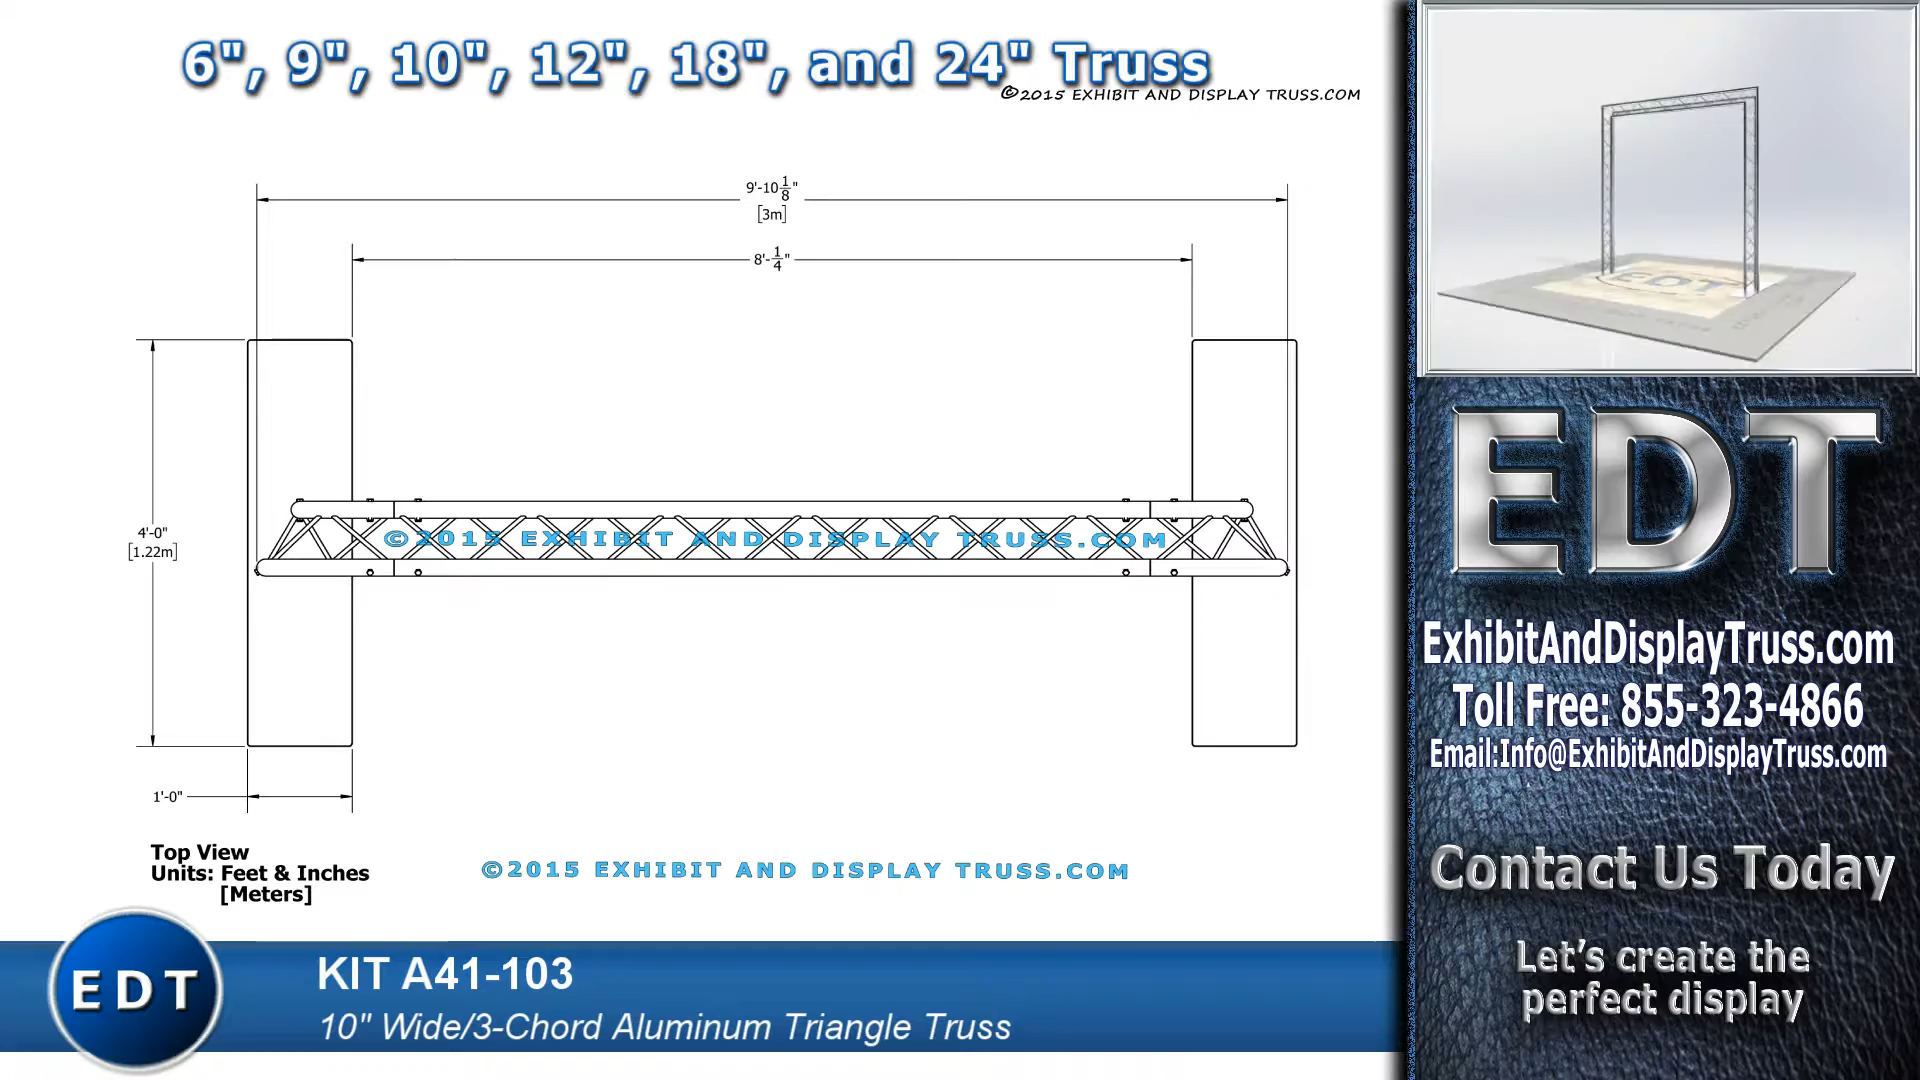 6", 9", 10", 12", 18", and 24" Truss
©2015 EXHIBIT AND DISPLAY TRUSS.COM
9'-10 1/8"
[3m]
8'-1/4"
4'-0"
[1.22m]
©2015 EXHIBIT AND DISPLAY TRUSS.COM
1'-0"
Top View
Units: Feet & Inches
[Meters]
©2015 EXHIBIT AND DISPLAY TRUSS.COM
EDT
KIT A41-103
10" Wide/3-Chord Aluminum Triangle Truss
EDT
EDT
ExhibitAndDisplayTruss.com
Toll Free: 855-323-4866
Email:Info@ExhibitAndDisplayTruss.com
Contact Us Today
Let's create the
perfect display